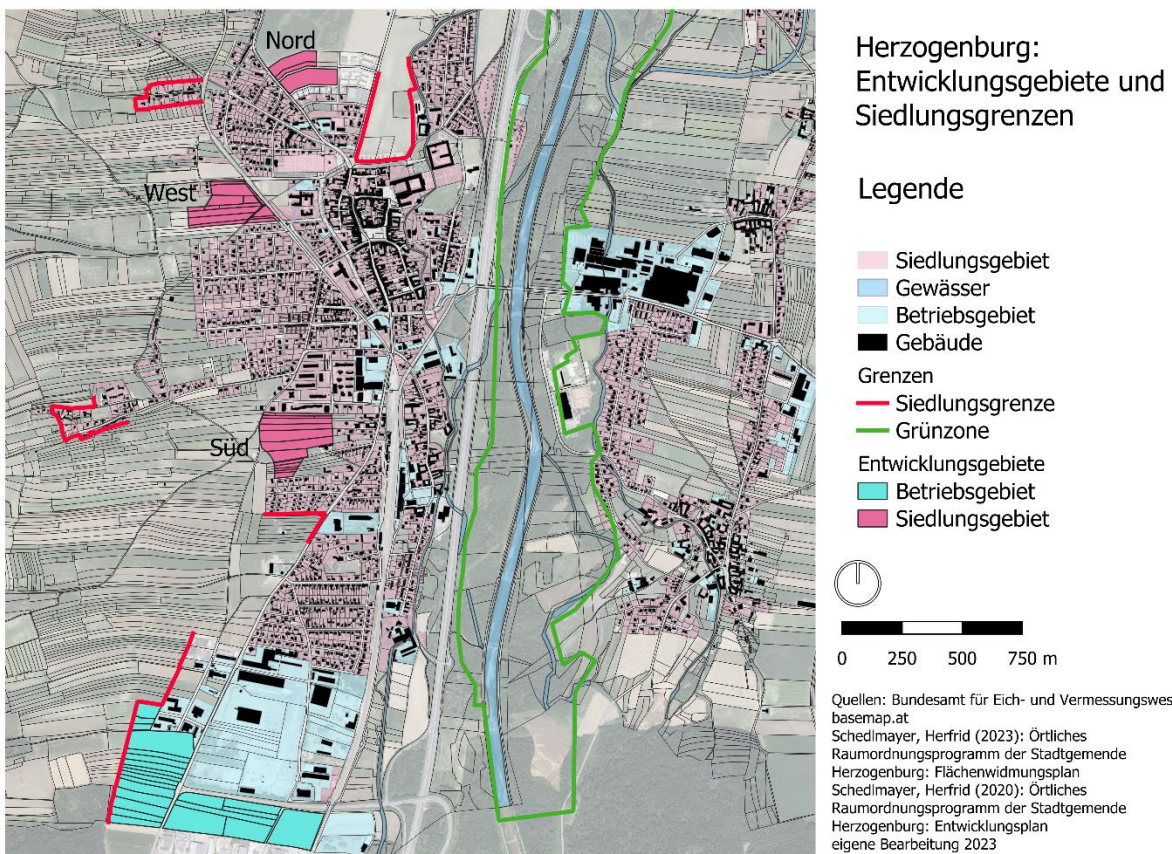 Nord
West
Süd
Herzogenburg:
Entwicklungsgebiete und
Siedlungsgrenzen
Legende
Siedlungsgebiet
Gewässer
Betriebsgebiet
Gebäude
Grenzen
Siedlungsgrenze
Grünzone
Entwicklungsgebiete
Betriebsgebiet
Siedlungsgebiet
0 250 500 750 m
Quellen: Bundesamt für Eich- und Vermessungswes
basemap.at
Schedlmayer, Herfrid (2023): Örtliches
Raumordnungsprogramm der Stadtgemende
Herzogenburg: Flächenwidmungsplan
Schedlmayer, Herfrid (2020): Örtliches
Raumordnungsprogramm der Stadtgemende
Herzogenburg: Entwicklungsplan
eigene Bearbeitung 2023